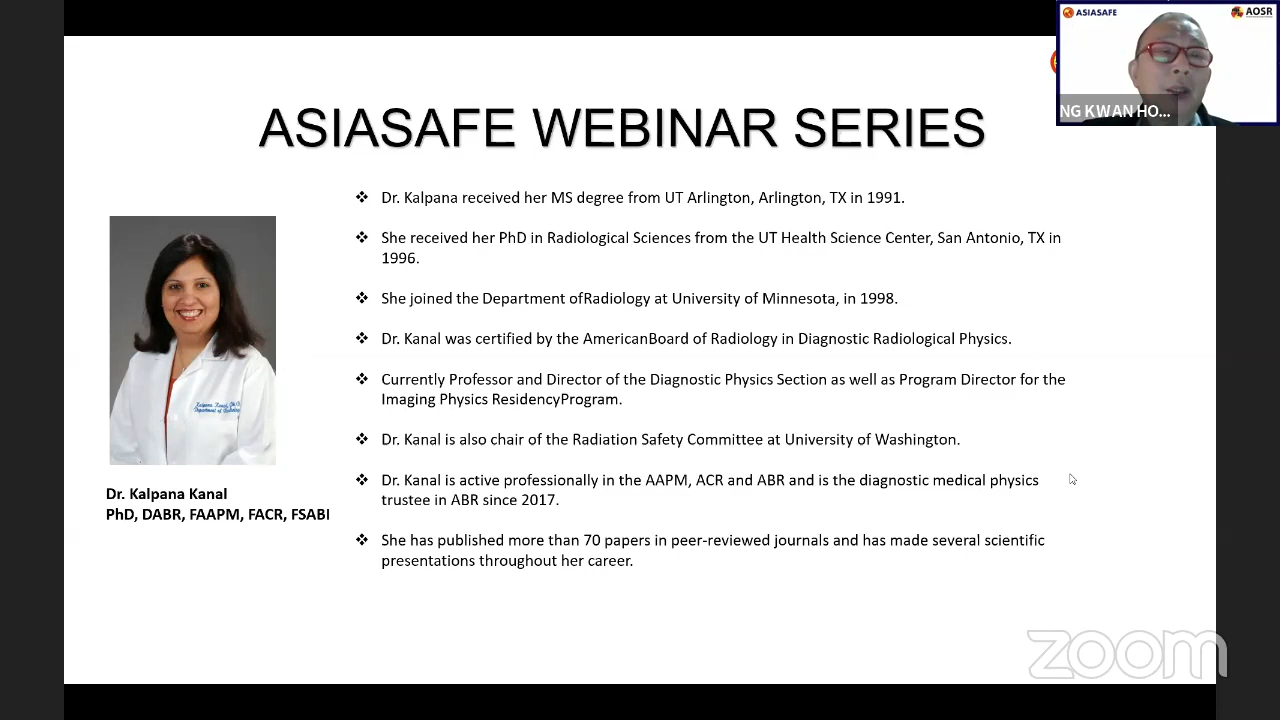 ASIASAFE
AOSR
NG KWAN HO...
ASIASAFE WEBINAR SERIES
❖ Dr. Kalpana received her MS degree from UT Arlington, Arlington, TX in 1991.
❖ She received her PhD in Radiological Sciences from the UT Health Science Center, San Antonio, TX in
1996.
❖ She joined the Department ofRadiology at University of Minnesota, in 1998.
❖ Dr. Kanal was certified by the AmericanBoard of Radiology in Diagnostic Radiological Physics.
❖ Currently Professor and Director of the Diagnostic Physics Section as well as Program Director for the
Imaging Physics ResidencyProgram.
❖ Dr. Kanal is also chair of the Radiation Safety Committee at University of Washington.
❖ Dr. Kanal is active professionally in the AAPM, ACR and ABR and is the diagnostic medical physics
trustee in ABR since 2017.
❖ She has published more than 70 papers in peer-reviewed journals and has made several scientific
presentations throughout her career.
Dr. Kalpana Kanal
PhD, DABR, FAAPM, FACR, FSABI
zoom